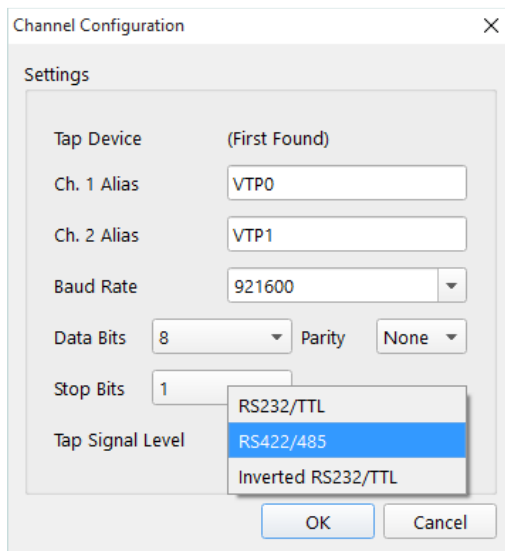 Channel Configuration
Settings
Tap Device (First Found)
Ch. 1 Alias VTP0
Ch. 2 Alias VTP1
Baud Rate 921600
Data Bits 8 Parity None
Stop Bits 1
RS232/TTL
Tap Signal Level RS422/485
Inverted RS232/TTL
OK Cancel